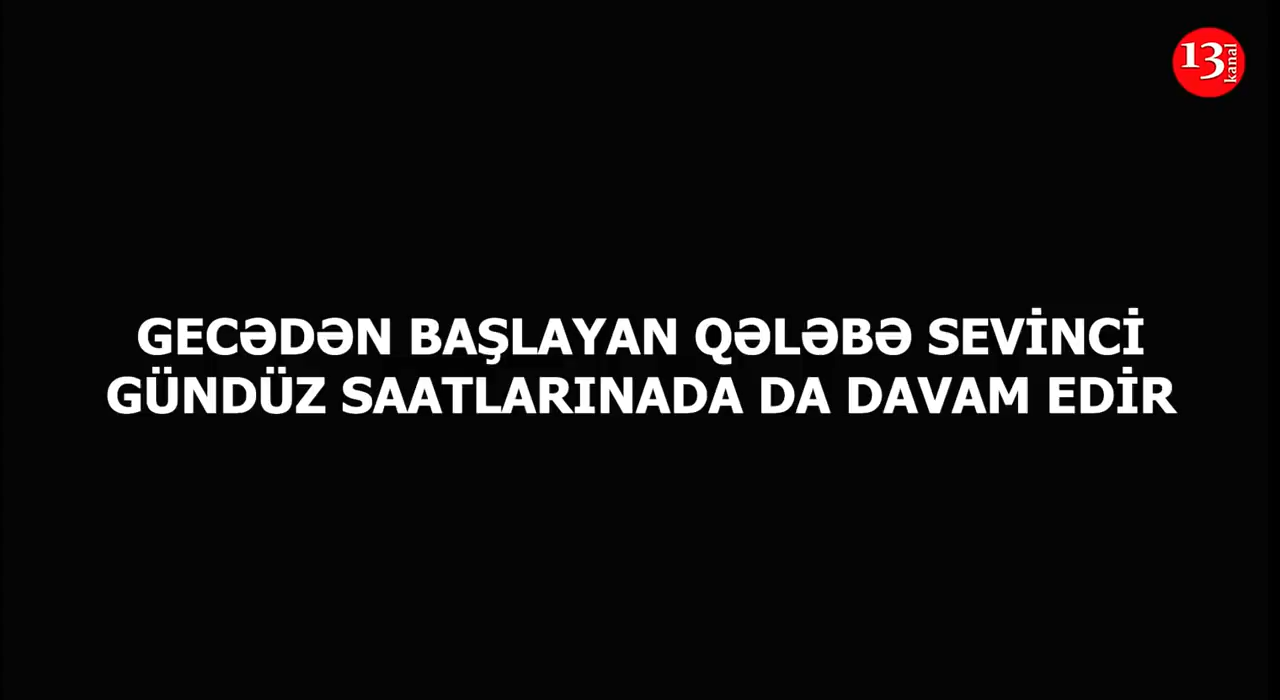 13 kanal
GECƏDƏN BAŞLAYAN QƏLƏBƏ SEVİNCİ
GÜNDÜZ SAATLARINADA DA DAVAM EDİR